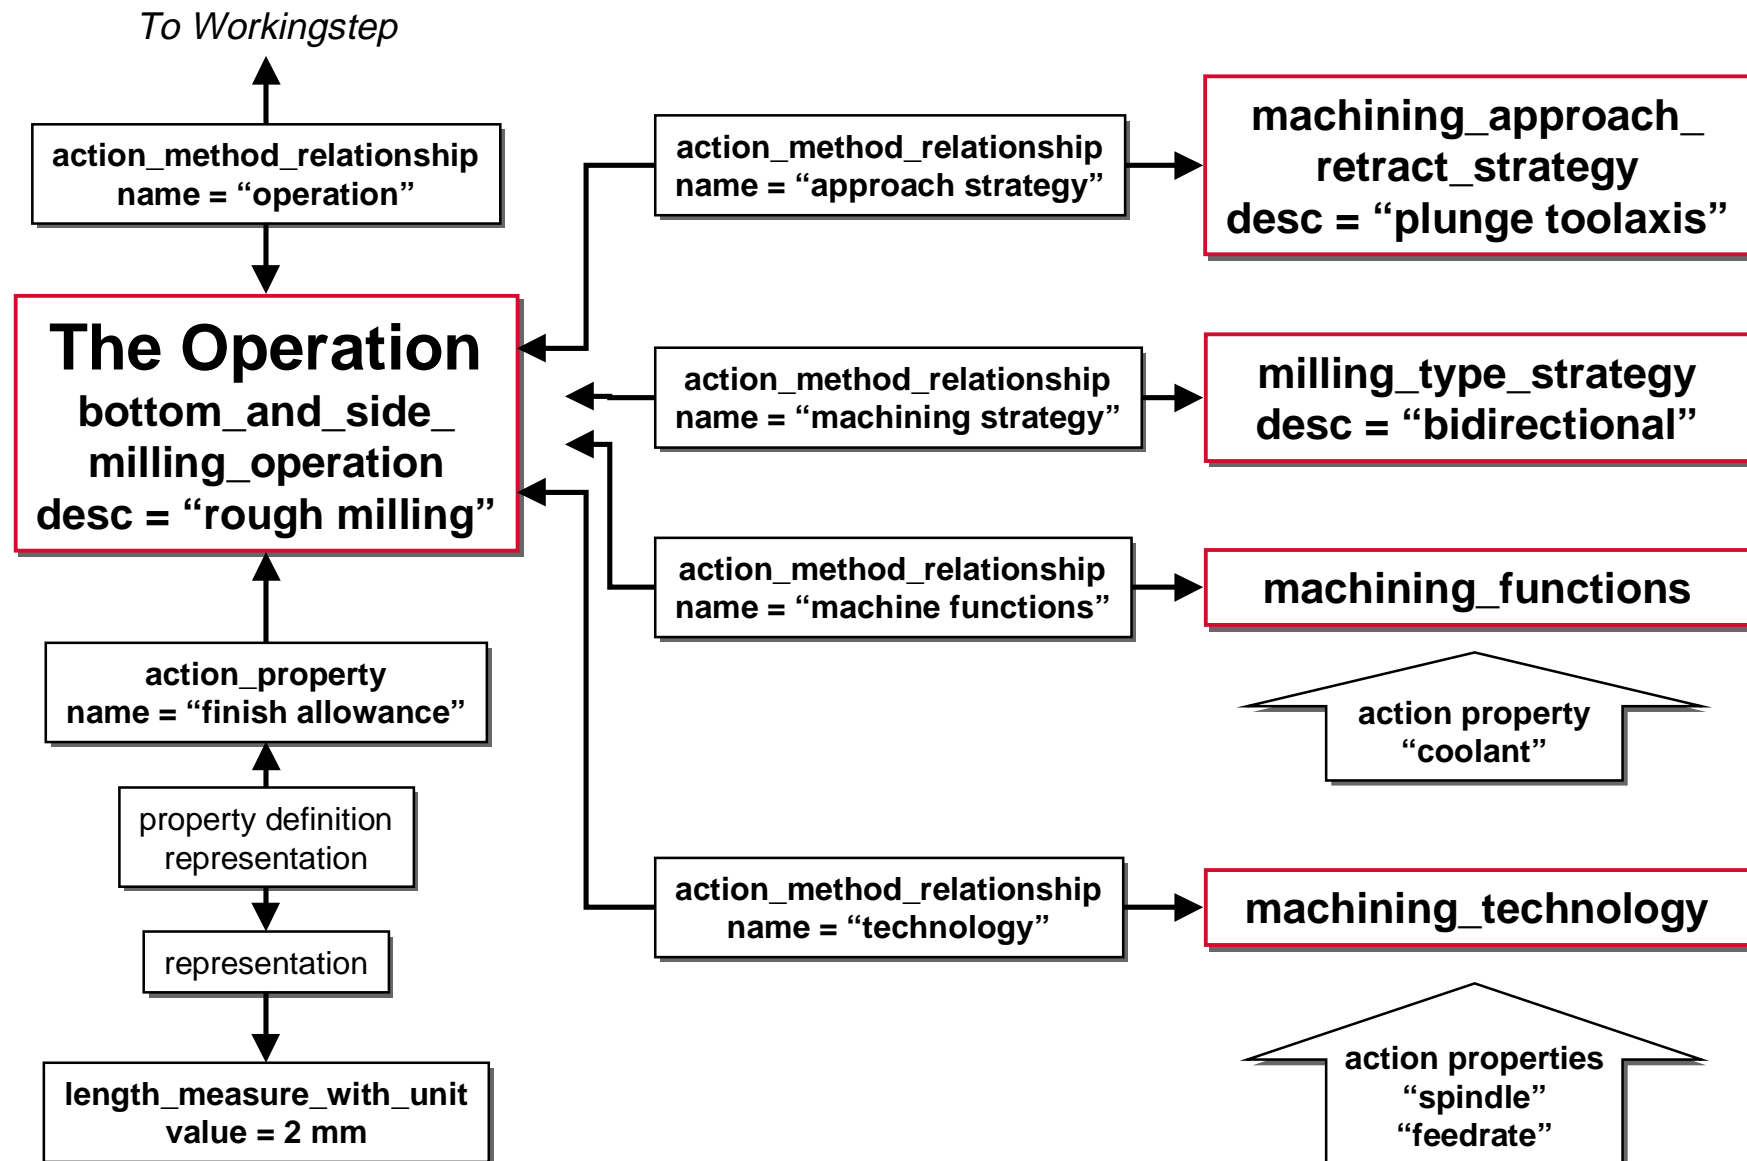 To Workingstep
action_method_relationship
name = “operation”
The Operation
bottom_and_side_
milling_operation
desc = “rough milling”
action_property
name = “finish allowance”
property definition
representation
representation
length_measure_with_unit
value = 2 mm
action_method_relationship
name = “approach strategy”
machining_approach_
retract_strategy
desc = “plunge toolaxis”
action_method_relationship
name = “machining strategy”
milling_type_strategy
desc = “bidirectional”
action_method_relationship
name = “machine functions”
machining_functions
action property
“coolant”
action_method_relationship
name = “technology”
machining_technology
action properties
“spindle”
“feedrate”